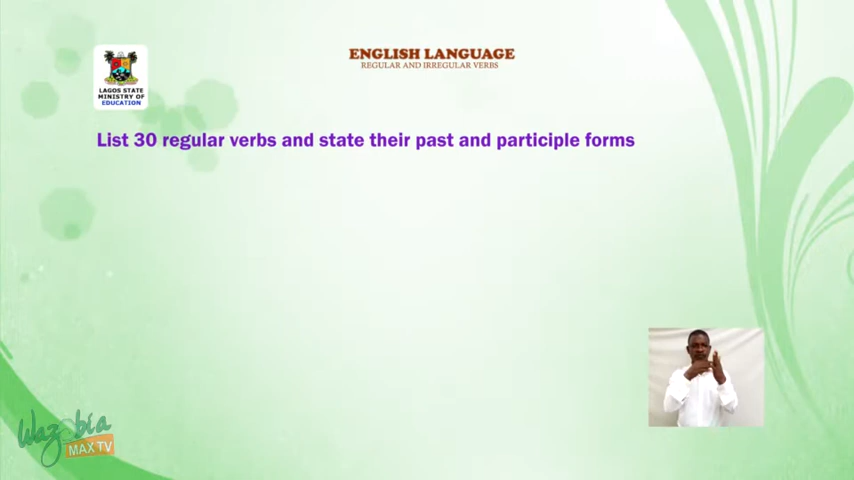 ENGLISH LANGUAGE
REGULAR AND IRREGULAR VERBS
LAGOS STATE
MINISTRY OF
EDUCATION
List 30 regular verbs and state their past and participle forms
Wazobia
MAX TV